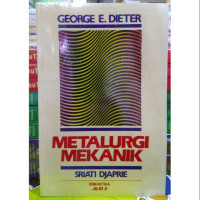 GEORGE E. DIETER
METALURGI
MEKANIK
SRIATI DJAPRIE
EDISI KETIGA
JILID 2